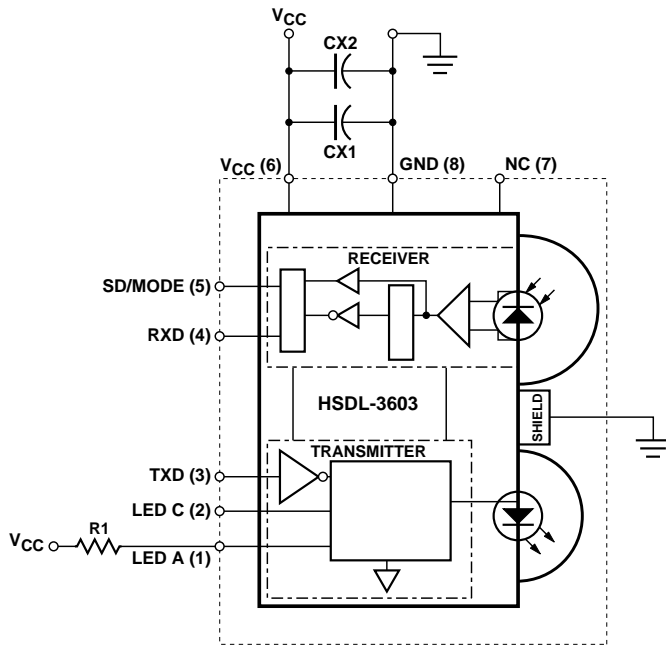 VCC
CX2
CX1
VCC (6)
GND (8)
NC (7)
RECEIVER
SD/MODE (5)
RXD (4)
HSDL-3603
SHIELD
TRANSMITTER
TXD (3)
LED C (2)
R1
VCC
LED A (1)